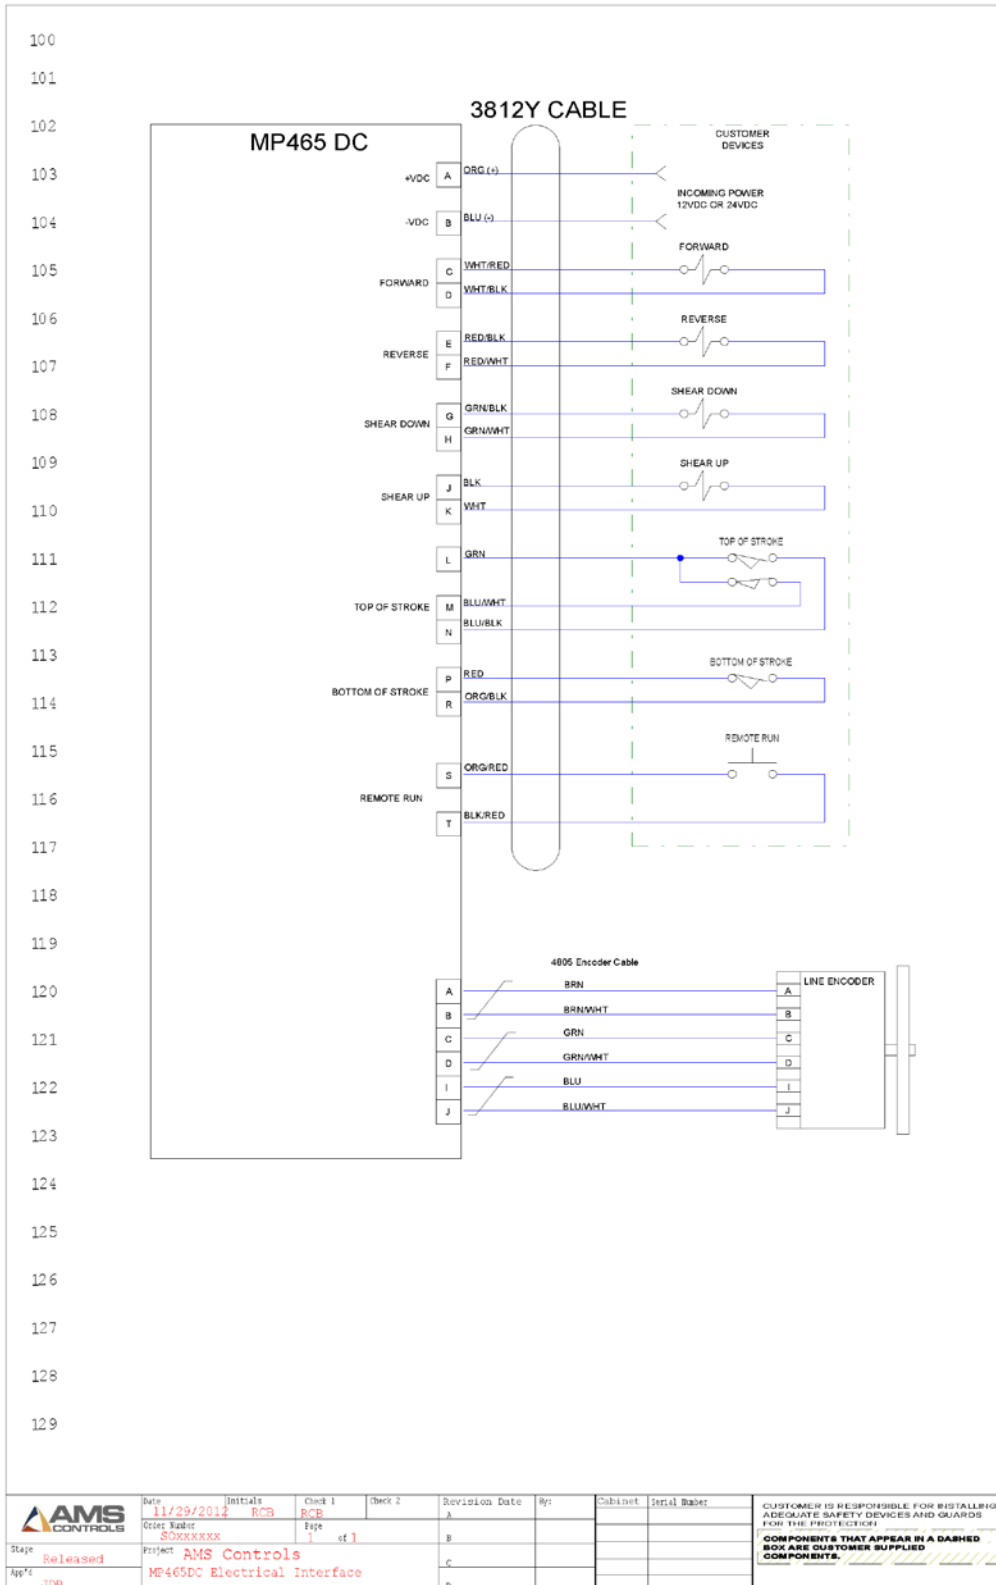 100
101
3812Y CABLE
102
MP465 DC
CUSTOMER
DEVICES
103
+VDC A ORG (+)
INCOMING POWER
12VDC OR 24VDC
104
-VDC B BLU (-)
FORWARD
105
C WHT/RED
FORWARD
D WHT/BLK
106
REVERSE
E RED/BLK
REVERSE
107
F RED/WHT
SHEAR DOWN
108
G GRN/BLK
SHEAR DOWN
H GRN/WHT
109
SHEAR UP
J BLK
SHEAR UP
110
K WHT
TOP OF STROKE
111
L GRN
112
TOP OF STROKE M BLU/WHT
N BLU/BLK
113
BOTTOM OF STROKE
P RED
BOTTOM OF STROKE
114
R ORG/BLK
115
REMOTE RUN
S ORG/RED
116
REMOTE RUN
T BLK/RED
117
118
119
4805 Encoder Cable
LINE ENCODER
120
A BRN A
B BRN/WHT B
121
C GRN C
D GRN/WHT D
122
I BLU I
J BLU/WHT J
123
124
125
126
127
128
129
AMS
CONTROLS
Date Initials Check 1 Check 2 Revision Date By: Cabinet Serial Number
11/29/2012 RCB RCB
A
Order Number Page
SOxxxxxx 1 of 1
B
Stage
Released
Project AMS Controls
C
App'd
JDB
MP465DC Electrical Interface
D
CUSTOMER IS RESPONSIBLE FOR INSTALLING
ADEQUATE SAFETY DEVICES AND GUARDS
FOR THE PROTECTION
COMPONENTS THAT APPEAR IN A DASHED
BOX ARE CUSTOMER SUPPLIED
COMPONENTS.